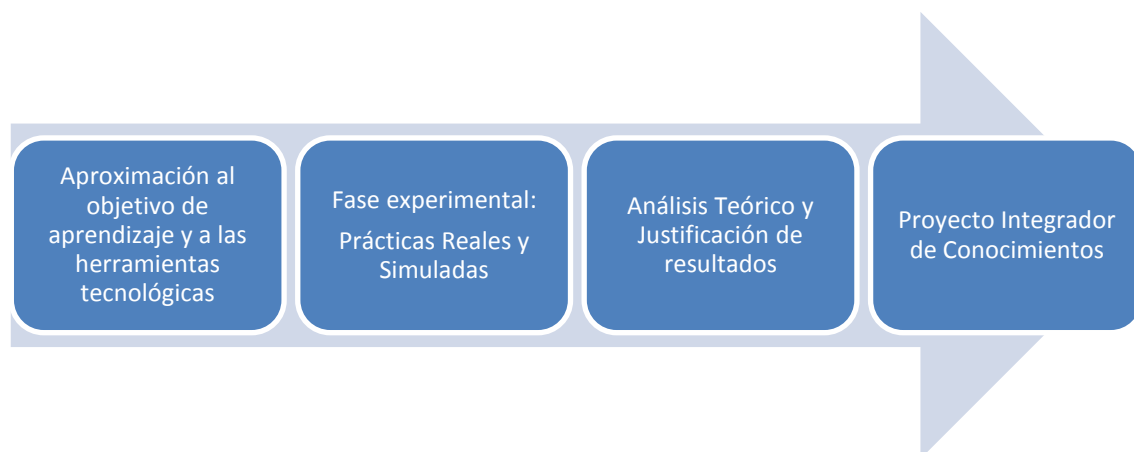 Aproximación al
objetivo de
aprendizaje y a las
herramientas
tecnológicas
Fase experimental:
Prácticas Reales y
Simuladas
Análisis Teórico y
Justificación de
resultados
Proyecto Integrador
de Conocimientos